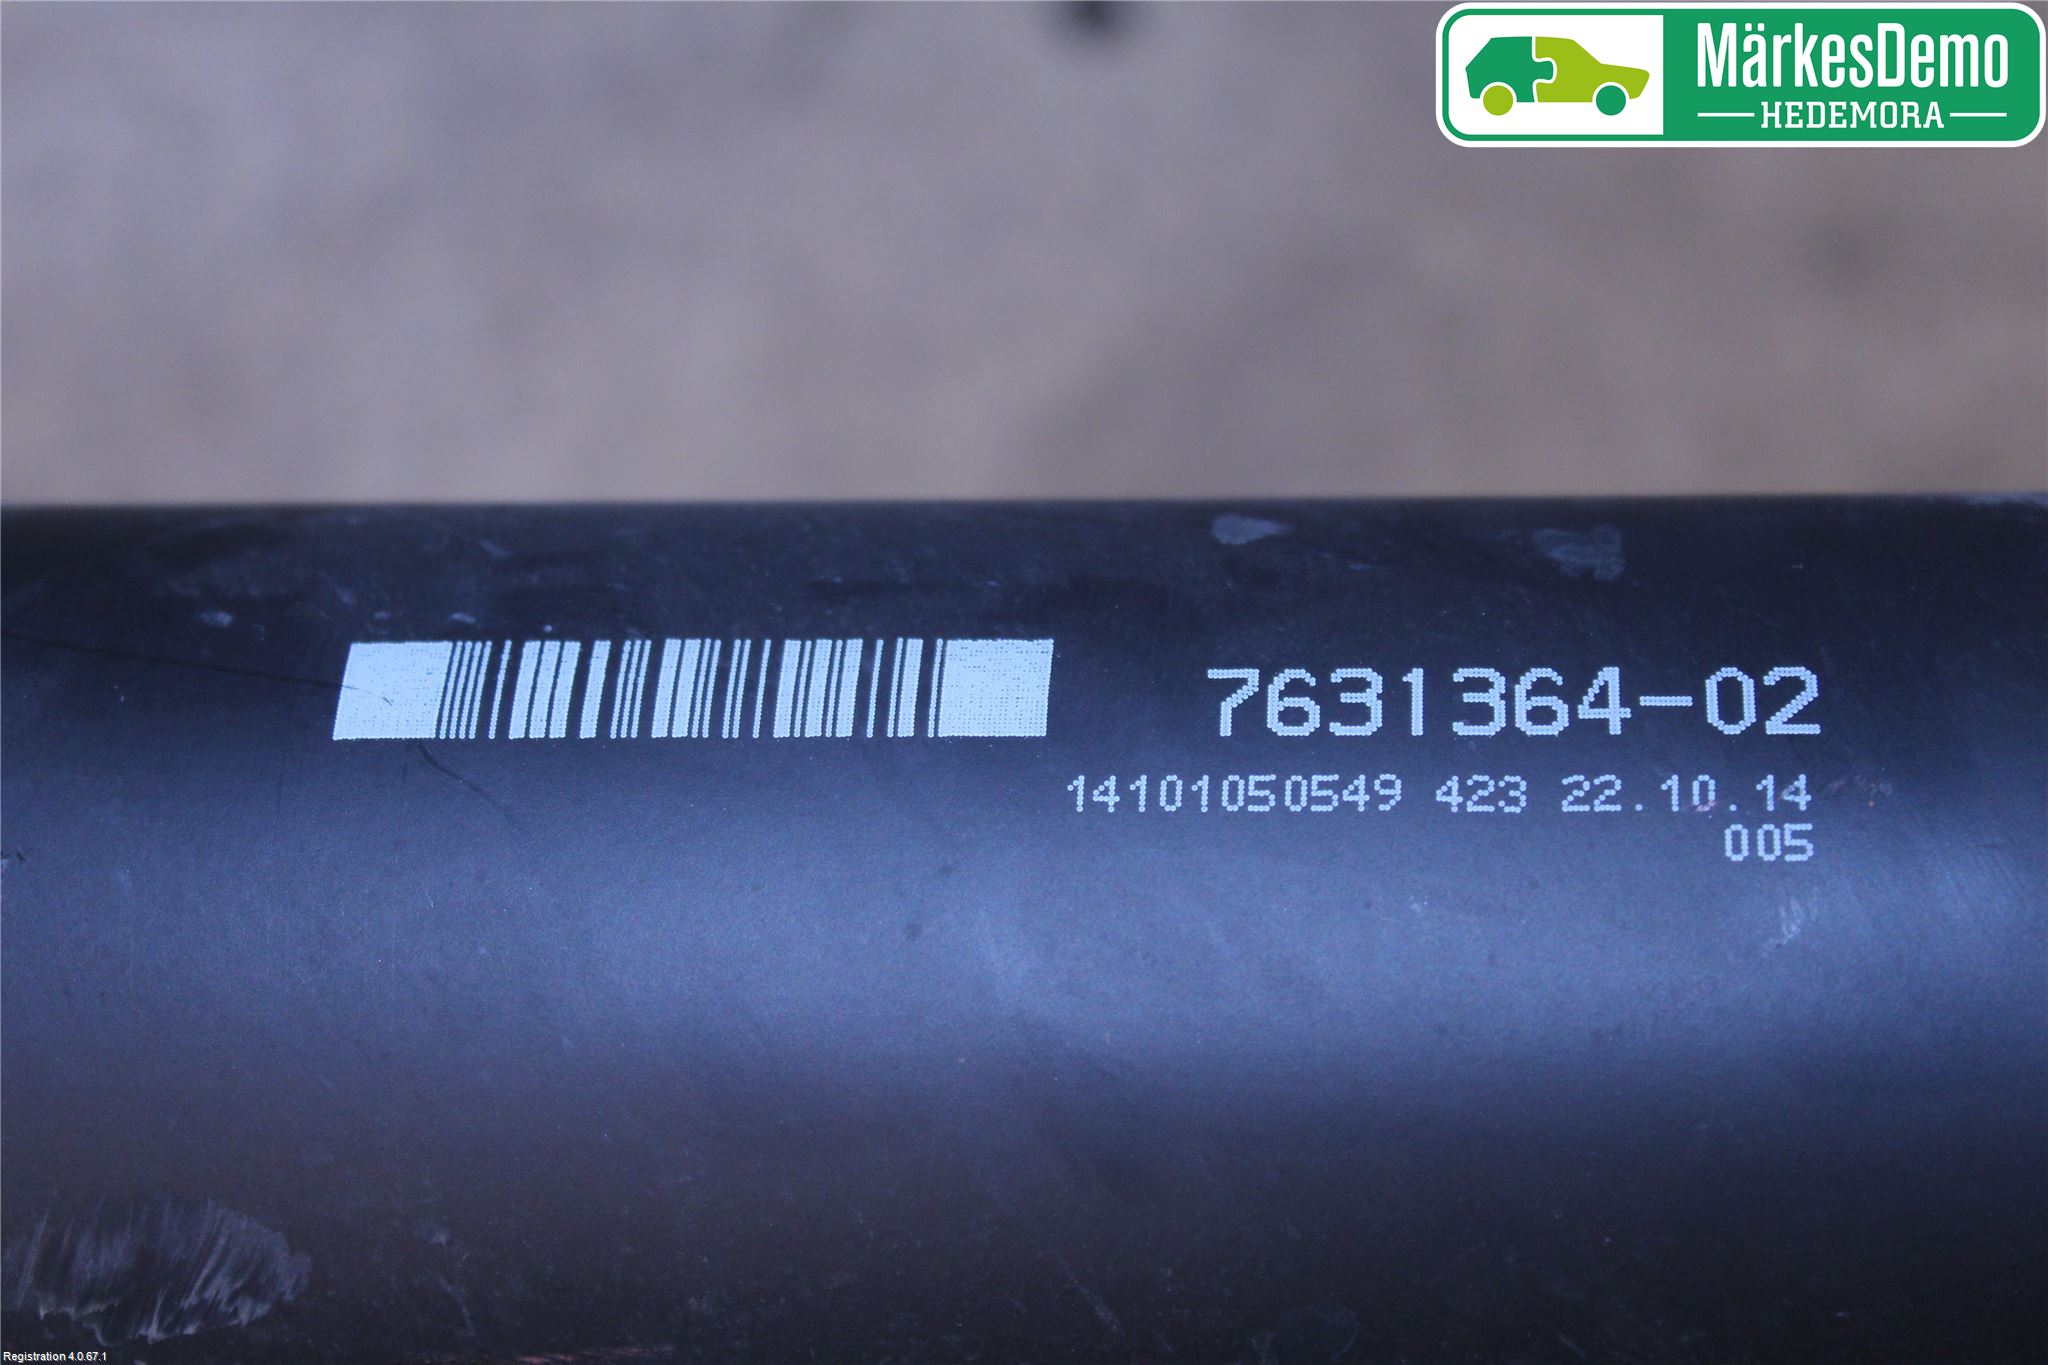 MärkesDemo
HEDEMORA
7631364-02
14101050549 423 22.10.14
005
Registration 4.0.67.1